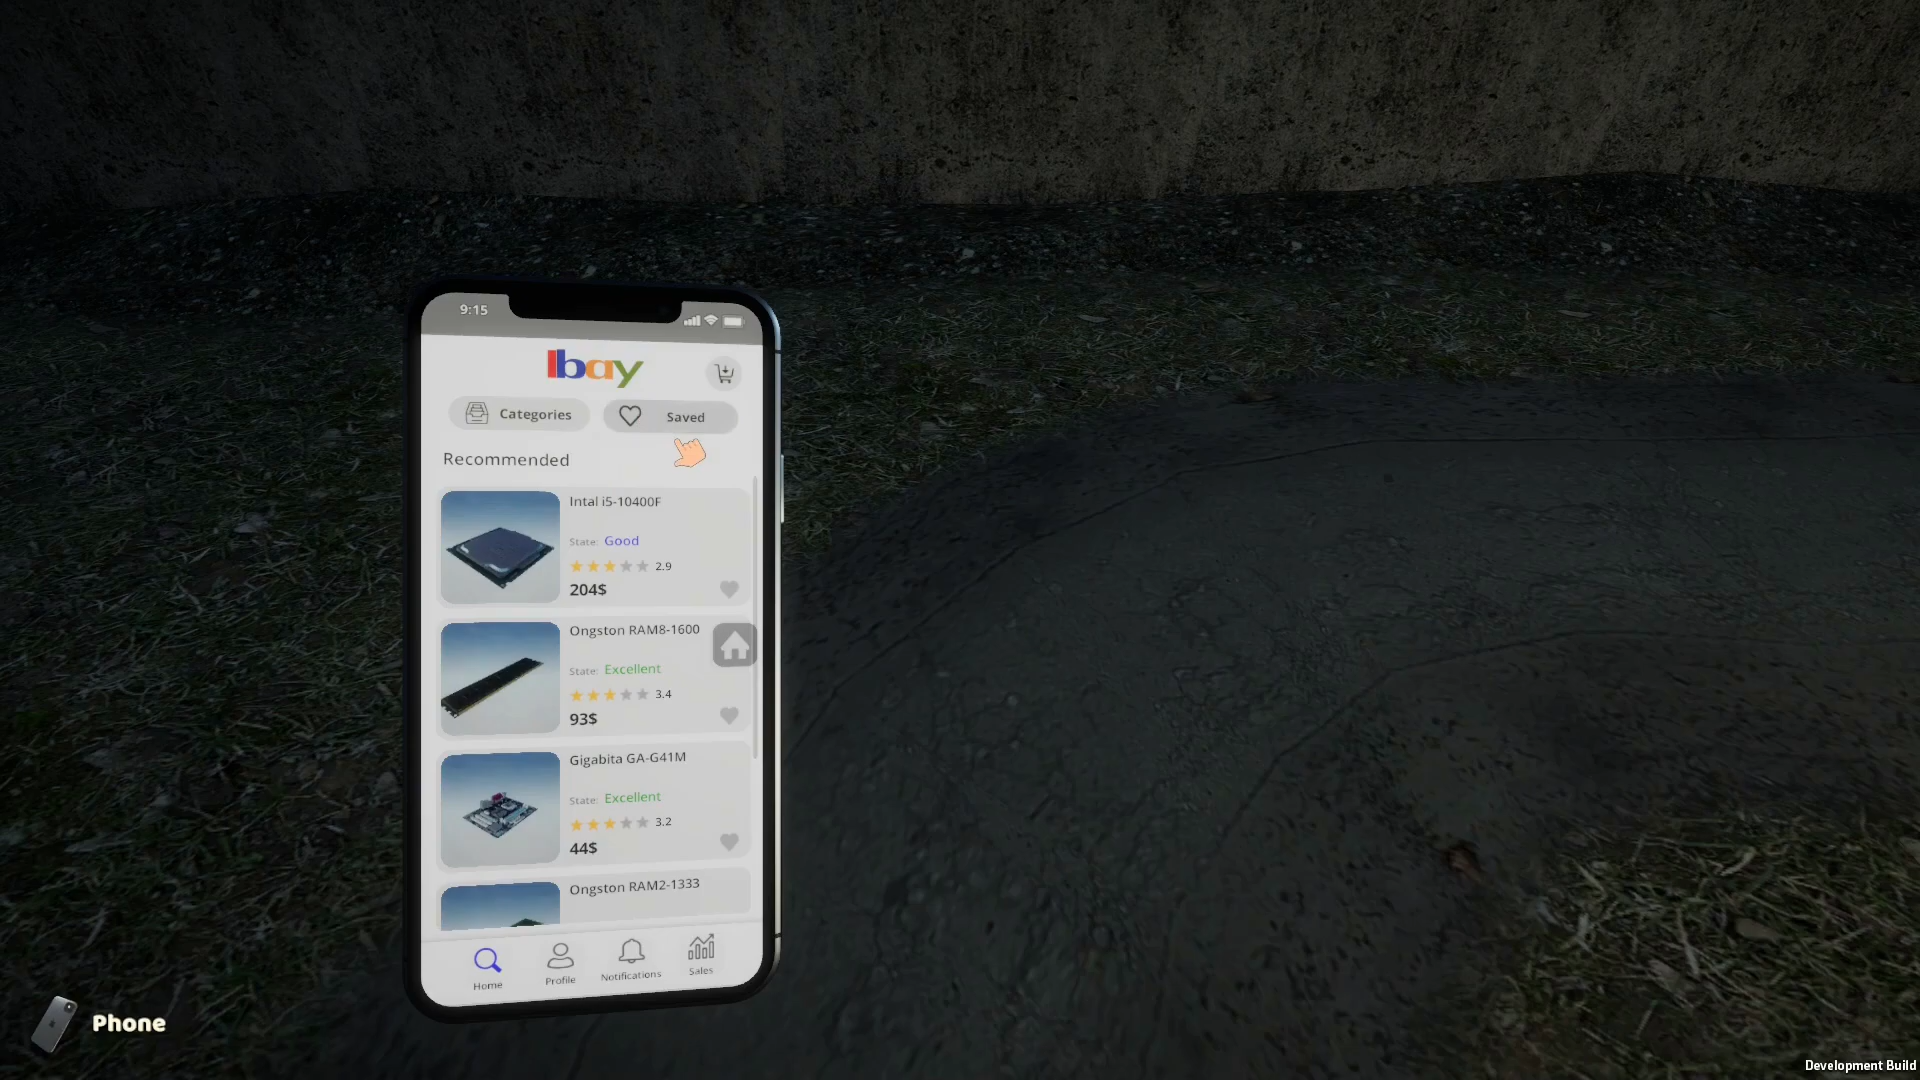 9:15
lbay
Categories
Saved
Recommended
Intal i5-10400F
State: Good
2.9
204$
Ongston RAM8-1600
State: Excellent
3.4
93$
Gigabita GA-G41M
State: Excellent
3.2
44$
Ongston RAM2-1333
Home
Profile
Notifications
Sales
Phone
Development Build